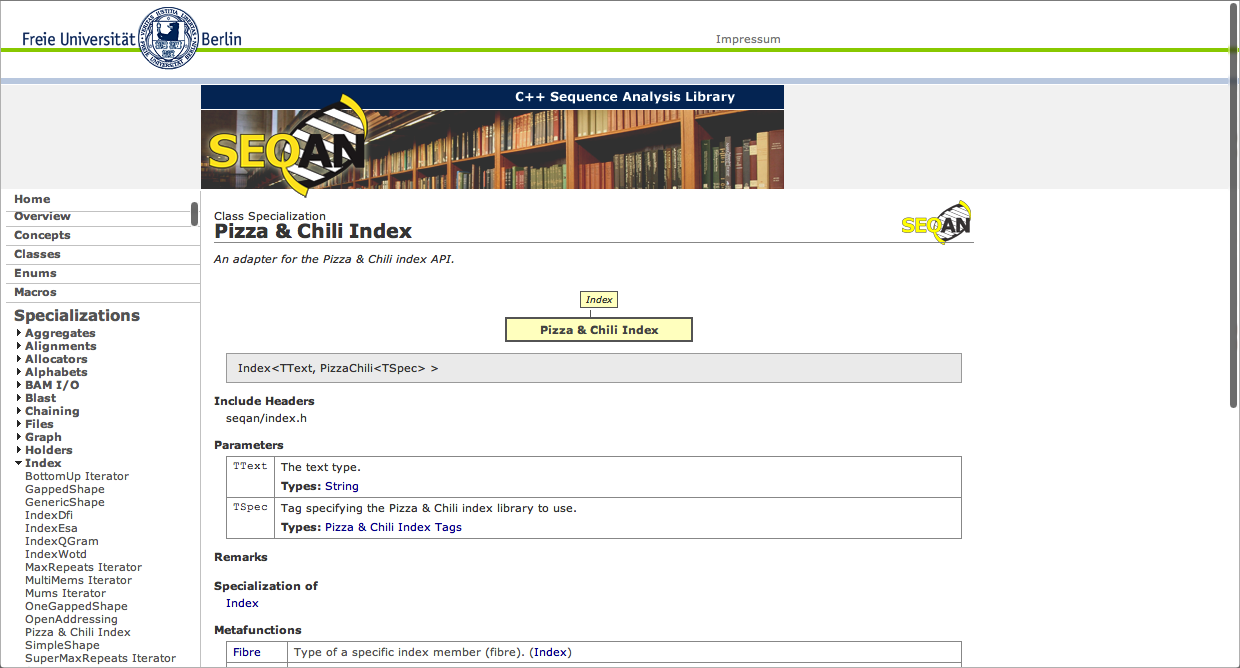 Freie Universität Berlin
Impressum
C++ Sequence Analysis Library
SEQAN
Home
Overview
Concepts
Classes
Enums
Macros
Specializations
Aggregates
Alignments
Allocators
Alphabets
BAM I/O
Blast
Chaining
Files
Graph
Holders
Index
BottomUp Iterator
GappedShape
GenericShape
IndexDfi
IndexEsa
IndexQGram
IndexWotd
MaxRepeats Iterator
MultiMems Iterator
Mums Iterator
OneGappedShape
OpenAddressing
Pizza & Chili Index
SimpleShape
SuperMaxRepeats Iterator
Class Specialization
Pizza & Chili Index
SEQAN
An adapter for the Pizza & Chili index API.
Index
Pizza & Chili Index
Index<TText, PizzaChili<TSpec> >
Include Headers
seqan/index.h
Parameters
TText The text type.
Types: String
TSpec Tag specifying the Pizza & Chili index library to use.
Types: Pizza & Chili Index Tags
Remarks
Specialization of
Index
Metafunctions
Fibre Type of a specific index member (fibre). (Index)